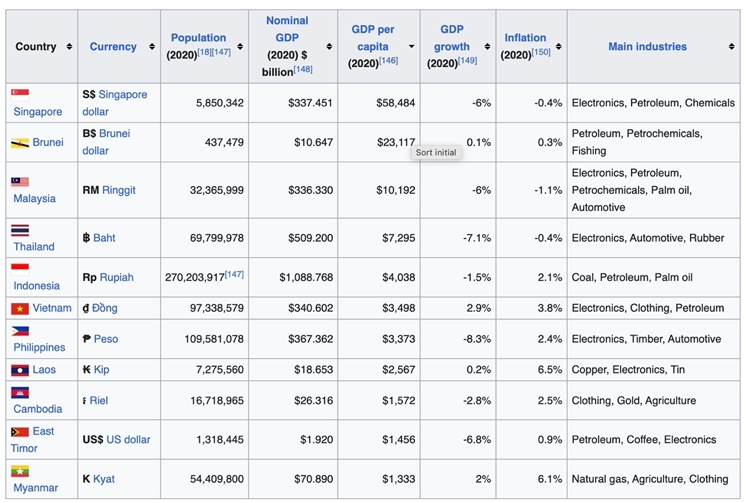 Country Currency Population (2020)[18][147] Nominal GDP (2020) $ billion[148] GDP per capita (2020)[146] GDP growth (2020)[149] Inflation (2020)[150] Main industries
Singapore S$ Singapore dollar 5,850,342 $337.451 $58,484 -6% -0.4% Electronics, Petroleum, Chemicals
Brunei B$ Brunei dollar 437,479 $10.647 $23,117 0.1% 0.3% Petroleum, Petrochemicals, Fishing
Sort initial
Malaysia RM Ringgit 32,365,999 $336.330 $10,192 -6% -1.1% Electronics, Petroleum, Petrochemicals, Palm oil, Automotive
Thailand ฿ Baht 69,799,978 $509.200 $7,295 -7.1% -0.4% Electronics, Automotive, Rubber
Indonesia Rp Rupiah 270,203,917[147] $1,088.768 $4,038 -1.5% 2.1% Coal, Petroleum, Palm oil
Vietnam ₫ Đồng 97,338,579 $340.602 $3,498 2.9% 3.8% Electronics, Clothing, Petroleum
Philippines ₱ Peso 109,581,078 $367.362 $3,373 -8.3% 2.4% Electronics, Timber, Automotive
Laos ₭ Kip 7,275,560 $18.653 $2,567 0.2% 6.5% Copper, Electronics, Tin
Cambodia ៛ Riel 16,718,965 $26.316 $1,572 -2.8% 2.5% Clothing, Gold, Agriculture
East Timor US$ US dollar 1,318,445 $1.920 $1,456 -6.8% 0.9% Petroleum, Coffee, Electronics
Myanmar K Kyat 54,409,800 $70.890 $1,333 2% 6.1% Natural gas, Agriculture, Clothing